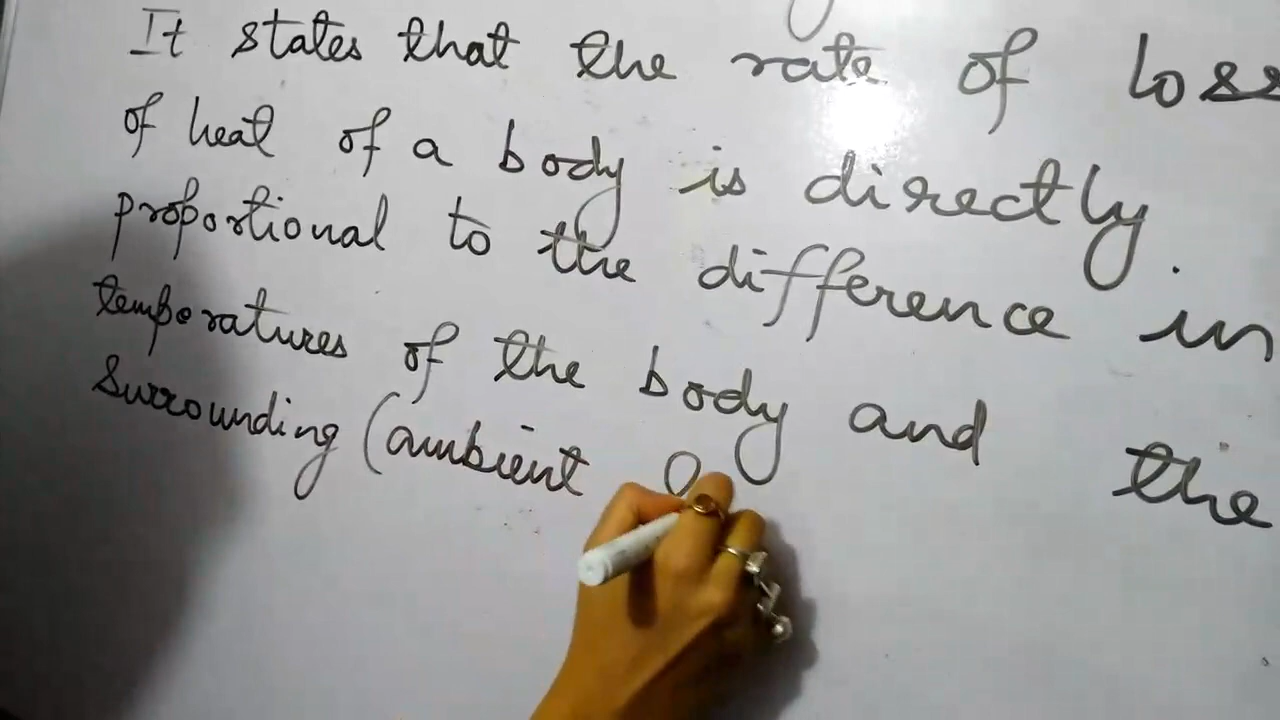 It states that the rate of loss
of heat of a body is directly
proportional to the difference in
temperatures of the body and the
surrounding (ambient